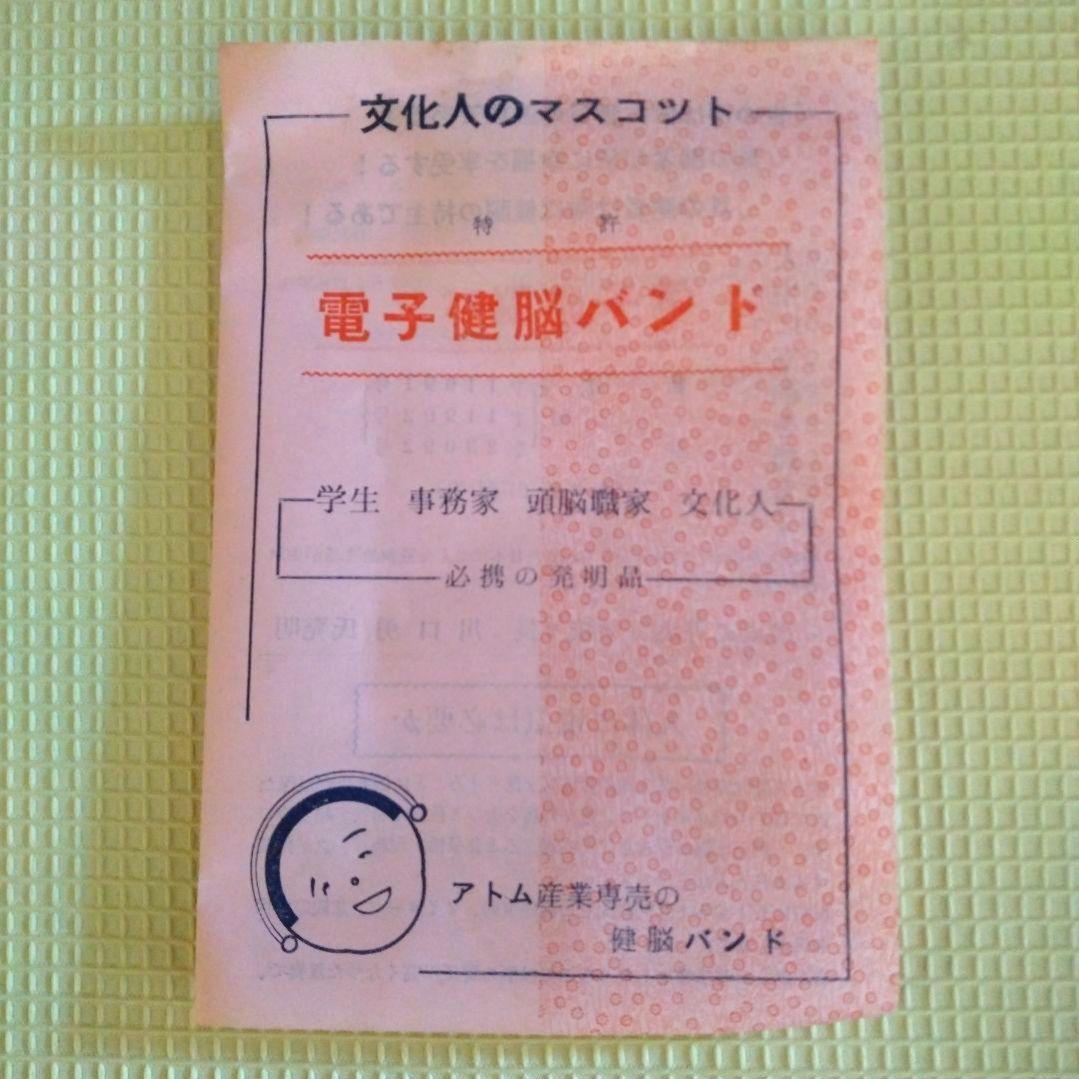 文化人のマスコット
特許
電子健脳バンド
学生 事務家 頭脳職家 文化人
必携の発明品
アトム産業専売の
健脳バンド